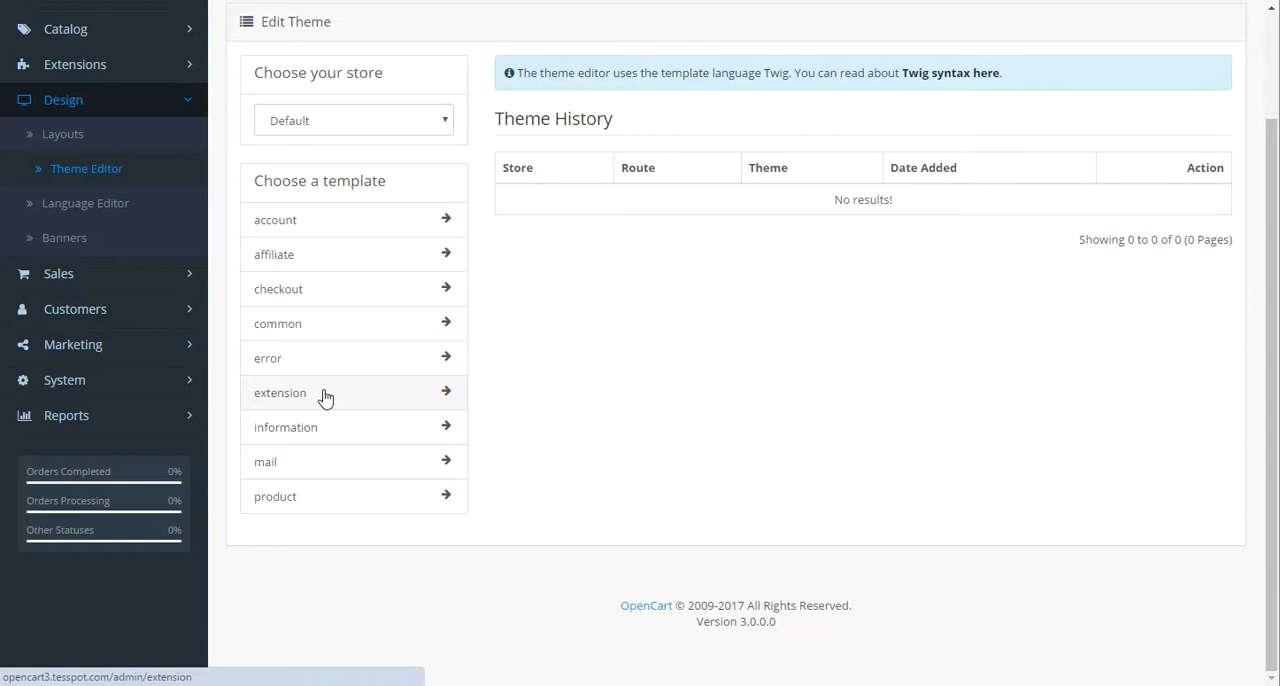 Catalog
Extensions
Design
Layouts
Theme Editor
Language Editor
Banners
Sales
Customers
Marketing
System
Reports
Orders Completed 0%
Orders Processing 0%
Other Statuses 0%
Edit Theme
Choose your store
Default
Choose a template
account
affiliate
checkout
common
error
extension
information
mail
product
The theme editor uses the template language Twig. You can read about Twig syntax here.
Theme History
Store Route Theme Date Added Action
No results!
Showing 0 to 0 of 0 (0 Pages)
OpenCart © 2009-2017 All Rights Reserved.
Version 3.0.0.0
opencart3.tesspot.com/admin/extension